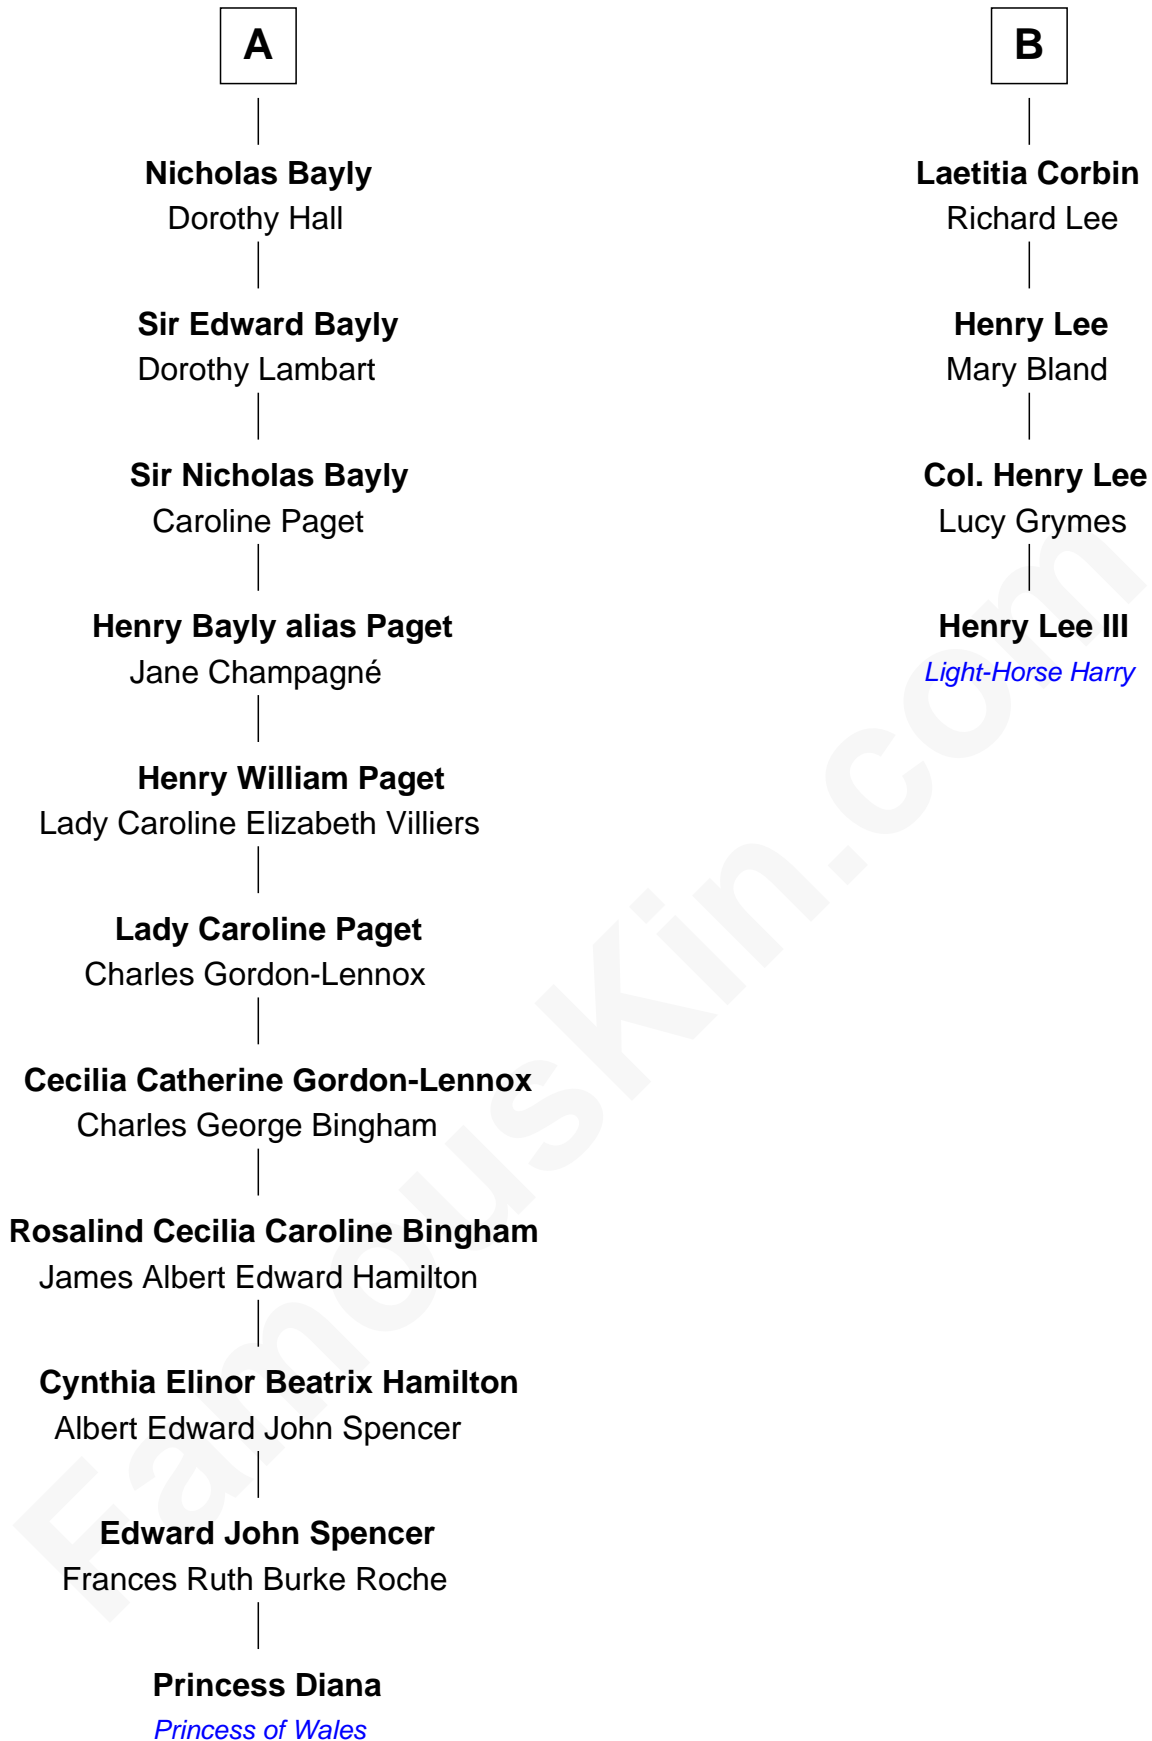 A
Nicholas Bayly
Dorothy Hall
Sir Edward Bayly
Dorothy Lambart
Sir Nicholas Bayly
Caroline Paget
Henry Bayly alias Paget
Jane Champagné
Henry William Paget
Lady Caroline Elizabeth Villiers
Lady Caroline Paget
Charles Gordon-Lennox
Cecilia Catherine Gordon-Lennox
Charles George Bingham
Rosalind Cecilia Caroline Bingham
James Albert Edward Hamilton
Cynthia Elinor Beatrix Hamilton
Albert Edward John Spencer
Edward John Spencer
Frances Ruth Burke Roche
Princess Diana
Princess of Wales
B
Laetitia Corbin
Richard Lee
Henry Lee
Mary Bland
Col. Henry Lee
Lucy Grymes
Henry Lee III
Light-Horse Harry
FamousKin.com